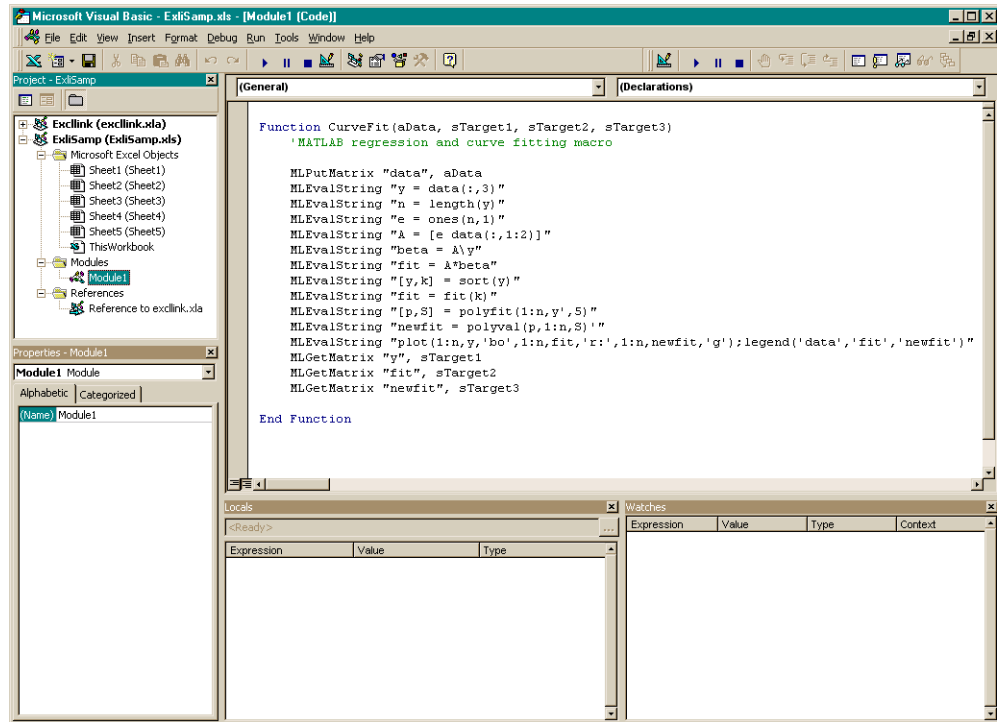 Microsoft Visual Basic - ExliSamp.xls - [Module1 (Code)]
File Edit View Insert Format Debug Run Tools Window Help
Project - ExliSamp
Excllink (excllink.xla)
ExliSamp (ExliSamp.xls)
Microsoft Excel Objects
Sheet1 (Sheet1)
Sheet2 (Sheet2)
Sheet3 (Sheet3)
Sheet4 (Sheet4)
Sheet5 (Sheet5)
ThisWorkbook
Modules
Module1
References
Reference to excllink.xla
Properties - Module1
Module1 Module
Alphabetic Categorized
(Name) Module1
(General) (Declarations)
Function CurveFit(aData, sTarget1, sTarget2, sTarget3)
'MATLAB regression and curve fitting macro
MLPutMatrix "data", aData
MLEvalString "y = data(:,3)"
MLEvalString "n = length(y)"
MLEvalString "e = ones(n,1)"
MLEvalString "A = [e data(:,1:2)]"
MLEvalString "beta = A\y"
MLEvalString "fit = A*beta"
MLEvalString "[y,k] = sort(y)"
MLEvalString "fit = fit(k)"
MLEvalString "[p,S] = polyfit(1:n,y',5)"
MLEvalString "newfit = polyval(p,1:n,S)'"
MLEvalString "plot(1:n,y,'bo',1:n,fit,'r:',1:n,newfit,'g');legend('data','fit','newfit')"
MLGetMatrix "y", sTarget1
MLGetMatrix "fit", sTarget2
MLGetMatrix "newfit", sTarget3
End Function
Locals
<Ready>
...
Expression Value Type
Watches
Expression Value Type Context